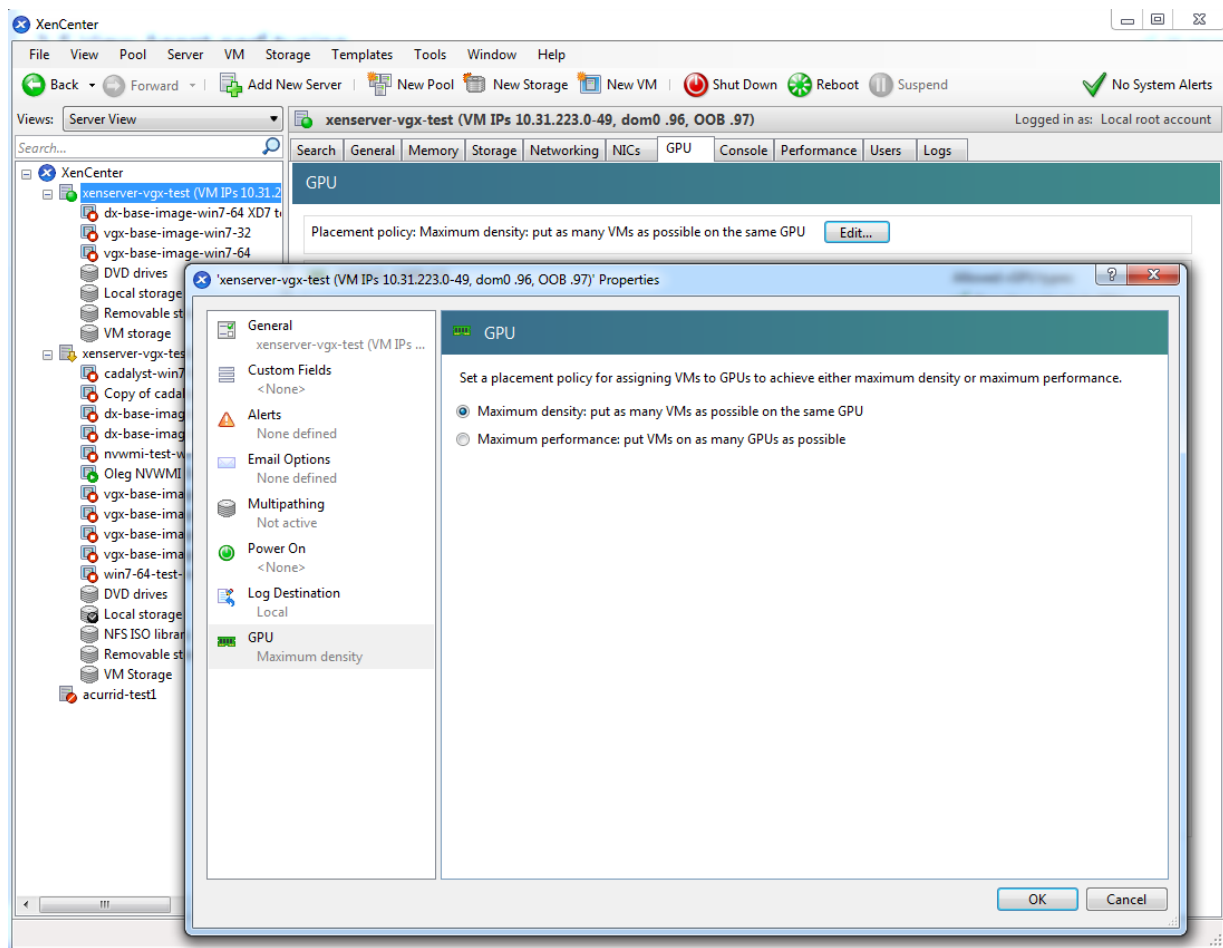 XenCenter
File View Pool Server VM Storage Templates Tools Window Help
Back Forward Add New Server New Pool New Storage New VM Shut Down Reboot Suspend No System Alerts
Views: Server View
xenserver-vgx-test (VM IPs 10.31.223.0-49, dom0 .96, OOB .97) Logged in as: Local root account
Search...
Search General Memory Storage Networking NICs GPU Console Performance Users Logs
XenCenter
xenserver-vgx-test (VM IPs 10.31.2
dx-base-image-win7-64 XD7 t
vgx-base-image-win7-32
vgx-base-image-win7-64
DVD drives
Local storage
Removable st
VM storage
xenserver-vgx-tes
cadalyst-win7
Copy of cadal
dx-base-imag
dx-base-imag
nvwmi-test-w
Oleg NVWMI
vgx-base-ima
vgx-base-ima
vgx-base-ima
vgx-base-ima
win7-64-test-
DVD drives
Local storage
NFS ISO librar
Removable st
VM Storage
acurrid-test1
GPU
Placement policy: Maximum density: put as many VMs as possible on the same GPU Edit...
'xenserver-vgx-test (VM IPs 10.31.223.0-49, dom0 .96, OOB .97)' Properties
General
xenserver-vgx-test (VM IPs ...
Custom Fields
<None>
Alerts
None defined
Email Options
None defined
Multipathing
Not active
Power On
<None>
Log Destination
Local
GPU
Maximum density
GPU
Set a placement policy for assigning VMs to GPUs to achieve either maximum density or maximum performance.
Maximum density: put as many VMs as possible on the same GPU
Maximum performance: put VMs on as many GPUs as possible
OK Cancel